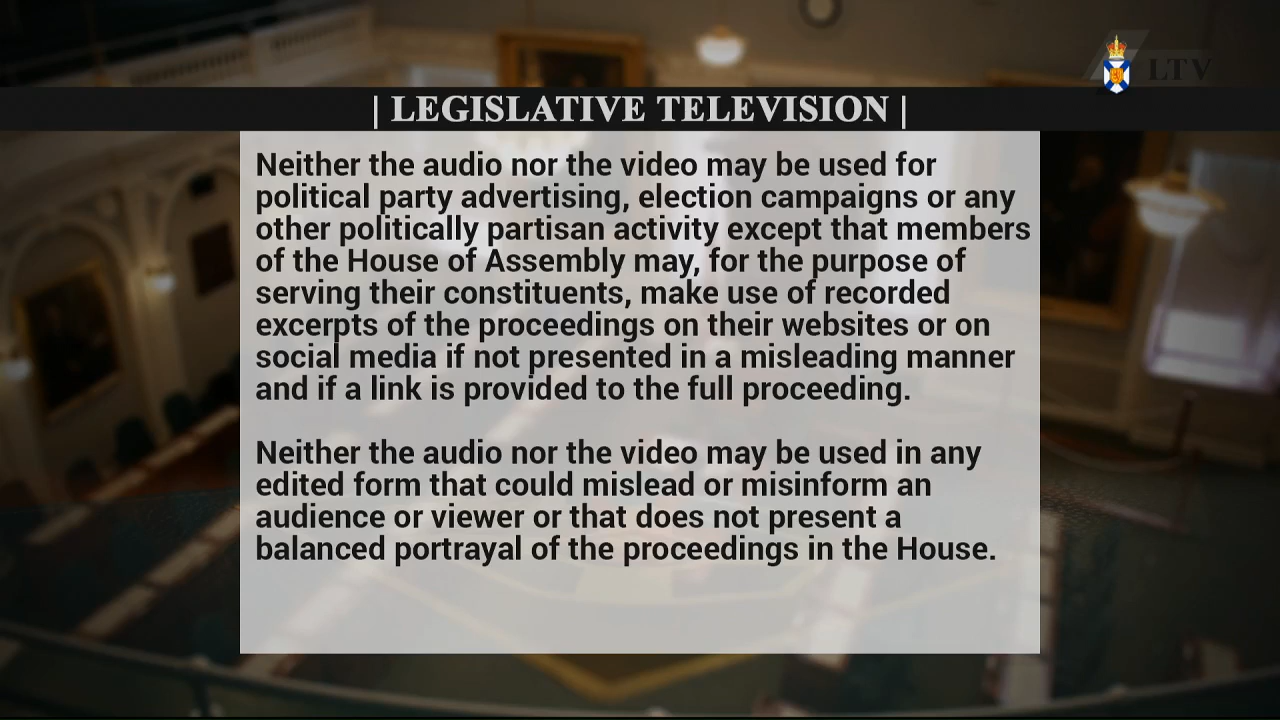 LTV
| LEGISLATIVE TELEVISION |
Neither the audio nor the video may be used for
political party advertising, election campaigns or any
other politically partisan activity except that members
of the House of Assembly may, for the purpose of
serving their constituents, make use of recorded
excerpts of the proceedings on their websites or on
social media if not presented in a misleading manner
and if a link is provided to the full proceeding.
Neither the audio nor the video may be used in any
edited form that could mislead or misinform an
audience or viewer or that does not present a
balanced portrayal of the proceedings in the House.